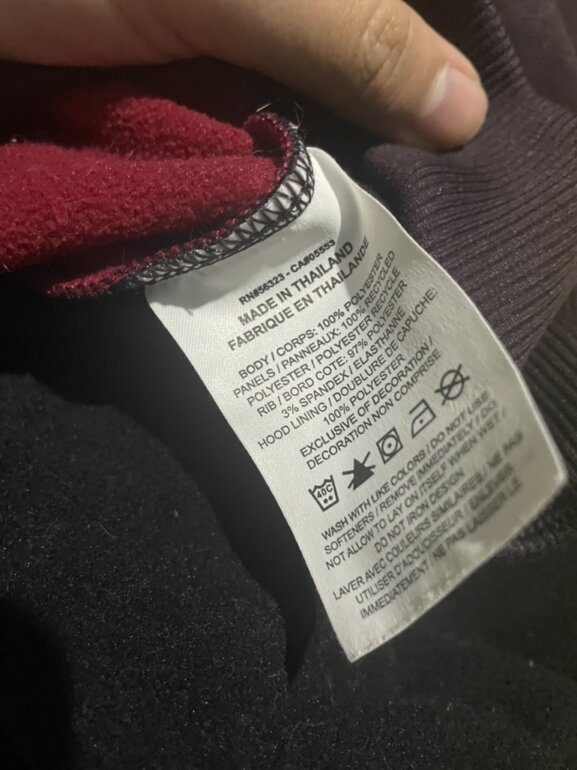 RN#56323 - CA#05553
MADE IN THAILAND
FABRIQUE EN THAILANDE
BODY / CORPS: 100% POLYESTER
PANELS / PANNEAUX: 100% RECYCLED
POLYESTER / POLYESTER RECYCLE
RIB / BORD COTE: 97% POLYESTER
3% SPANDEX / ELASTHANNE
HOOD LINING / DOUBLURE DE CAPUCHE:
100% POLYESTER
EXCLUSIVE OF DECORATION /
DECORATION NON COMPRISE
40C
WASH WITH LIKE COLORS / DO NOT USE
SOFTENERS / REMOVE IMMEDIATELY / DO
NOT ALLOW TO LAY ON ITSELF WHEN WET /
DO NOT IRON DESIGN
LAVER AVEC COULEURS SIMILAIRES / NE PAS
UTILISER D'ADOUCISSEUR / ENLEVER
IMMEDIATEMENT / NE PAS LAISSER LE